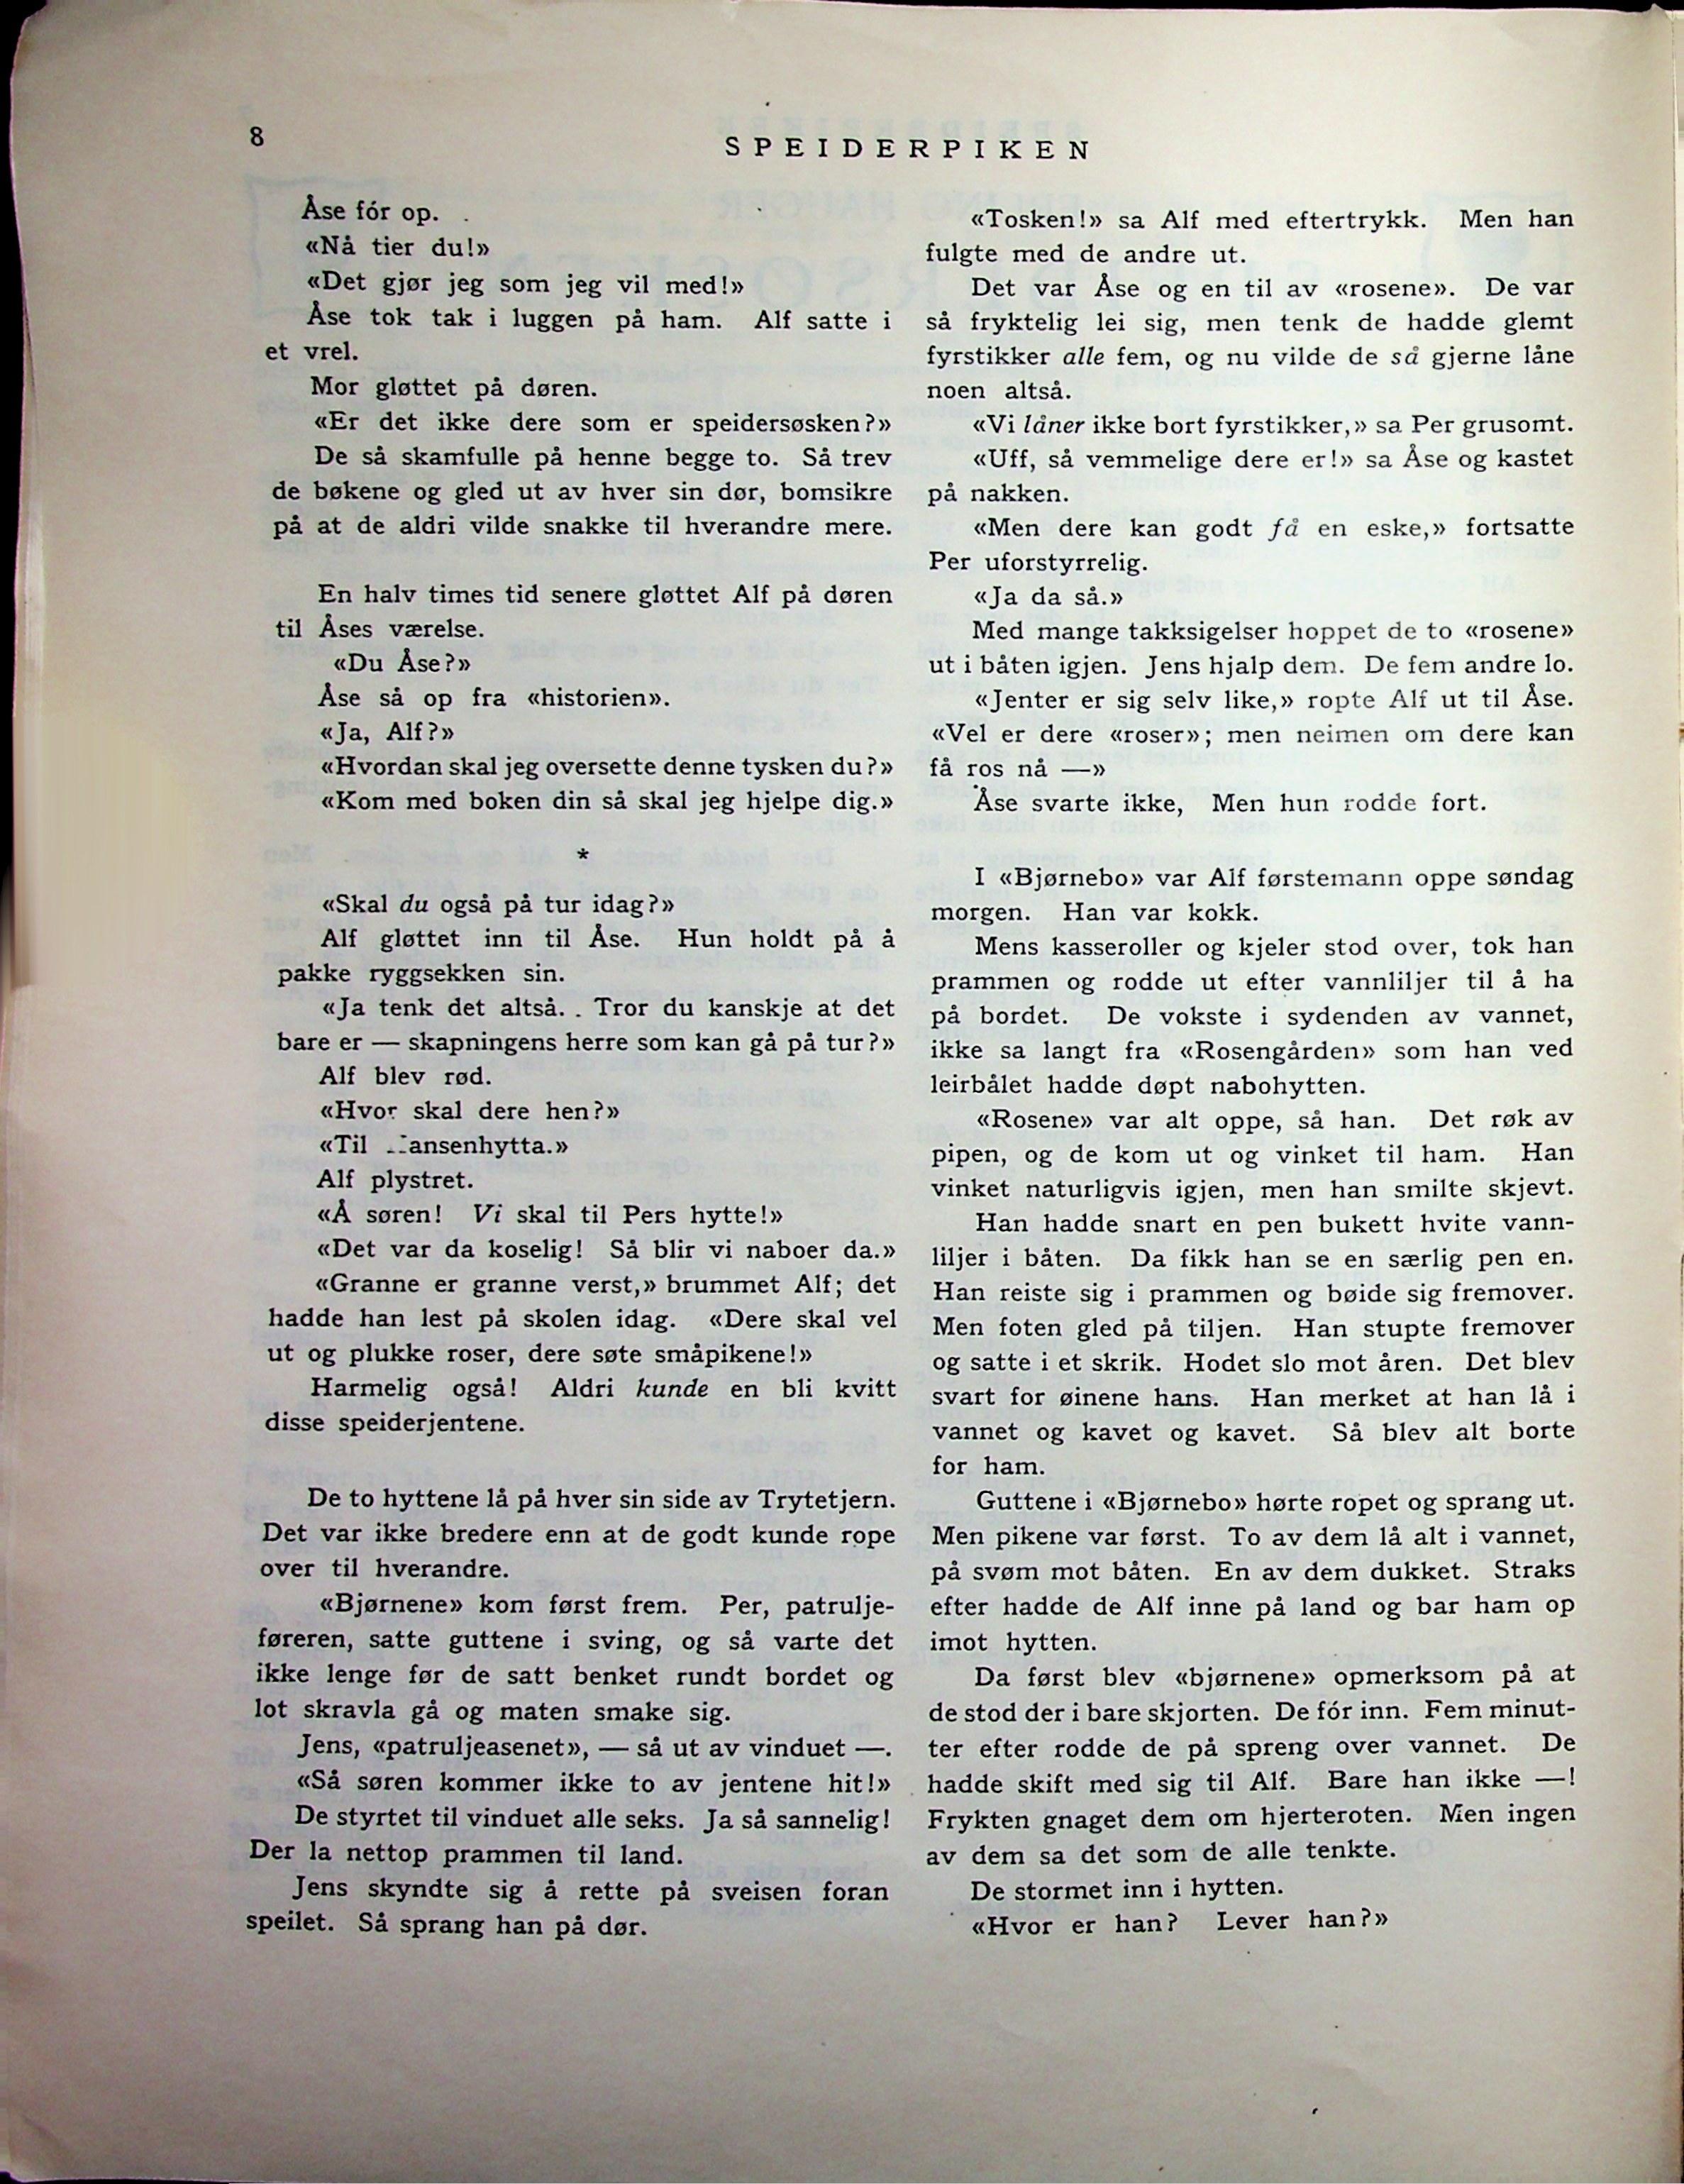 8
SPEIDERPIKEN
Åse fór op.
«Nå tier du!»
«Det gjør jeg som jeg vil med!»
Åse tok tak i luggen på ham. Alf satte i
et vrel.
Mor gløttet på døren.
«Er det ikke dere som er speidersøsken?»
De så skamfulle på henne begge to. Så trev
de bøkene og gled ut av hver sin dør, bomsikre
på at de aldri vilde snakke til hverandre mere.
En halv times tid senere gløttet Alf på døren
til Åses værelse.
«Du Åse?»
Åse så op fra «historien».
«Ja, Alf?»
«Hvordan skal jeg oversette denne tysken du?»
«Kom med boken din så skal jeg hjelpe dig.»
*
«Skal du også på tur idag?»
Alf gløttet inn til Åse. Hun holdt på å
pakke ryggsekken sin.
«Ja tenk det altså. . Tror du kanskje at det
bare er — skapningens herre som kan gå på tur?»
Alf blev rød.
«Hvor skal dere hen?»
«Til ansenhytta.»
Alf plystret.
«Å søren! Vi skal til Pers hytte!»
«Det var da koselig! Så blir vi naboer da.»
«Granne er granne verst,» brummet Alf; det
hadde han lest på skolen idag. «Dere skal vel
ut og plukke roser, dere søte småpikene!»
Harmelig også! Aldri kunde en bli kvitt
disse speiderjentene.
De to hyttene lå på hver sin side av Trytetjern.
Det var ikke bredere enn at de godt kunde rope
over til hverandre.
«Bjørnene» kom først frem. Per, patrulje-
føreren, satte guttene i sving, og så varte det
ikke lenge før de satt benket rundt bordet og
lot skravla gå og maten smake sig.
Jens, «patruljeasenet», — så ut av vinduet —.
«Så søren kommer ikke to av jentene hit!»
De styrtet til vinduet alle seks. Ja så sannelig!
Der la nettop prammen til land.
Jens skyndte sig å rette på sveisen foran
speilet. Så sprang han på dør.
«Tosken!» sa Alf med eftertrykk. Men han
fulgte med de andre ut.
Det var Åse og en til av «rosene». De var
så fryktelig lei sig, men tenk de hadde glemt
fyrstikker alle fem, og nu vilde de så gjerne låne
noen altså.
«Vi låner ikke bort fyrstikker,» sa Per grusomt.
«Uff, så vemmelige dere er!» sa Åse og kastet
på nakken.
«Men dere kan godt få en eske,» fortsatte
Per uforstyrrelig.
«Ja da så.»
Med mange takksigelser hoppet de to «rosene»
ut i båten igjen. Jens hjalp dem. De fem andre lo.
«Jenter er sig selv like,» ropte Alf ut til Åse.
«Vel er dere «roser»; men neimen om dere kan
få ros nå —»
Åse svarte ikke, Men hun rodde fort.
I «Bjørnebo» var Alf førstemann oppe søndag
morgen. Han var kokk.
Mens kasseroller og kjeler stod over, tok han
prammen og rodde ut efter vannliljer til å ha
på bordet. De vokste i sydenden av vannet,
ikke sa langt fra «Rosengården» som han ved
leirbålet hadde døpt nabohytten.
«Rosene» var alt oppe, så han. Det røk av
pipen, og de kom ut og vinket til ham. Han
vinket naturligvis igjen, men han smilte skjevt.
Han hadde snart en pen bukett hvite vann-
liljer i båten. Da fikk han se en særlig pen en.
Han reiste sig i prammen og bøide sig fremover.
Men foten gled på tiljen. Han stupte fremover
og satte i et skrik. Hodet slo mot åren. Det blev
svart for øinene hans. Han merket at han lå i
vannet og kavet og kavet. Så blev alt borte
for ham.
Guttene i «Bjørnebo» hørte ropet og sprang ut.
Men pikene var først. To av dem lå alt i vannet,
på svøm mot båten. En av dem dukket. Straks
efter hadde de Alf inne på land og bar ham op
imot hytten.
Da først blev «bjørnene» opmerksom på at
de stod der i bare skjorten. De fór inn. Fem minut-
ter efter rodde de på spreng over vannet. De
hadde skift med sig til Alf. Bare han ikke —!
Frykten gnaget dem om hjerteroten. Men ingen
av dem sa det som de alle tenkte.
De stormet inn i hytten.
«Hvor er han? Lever han?»